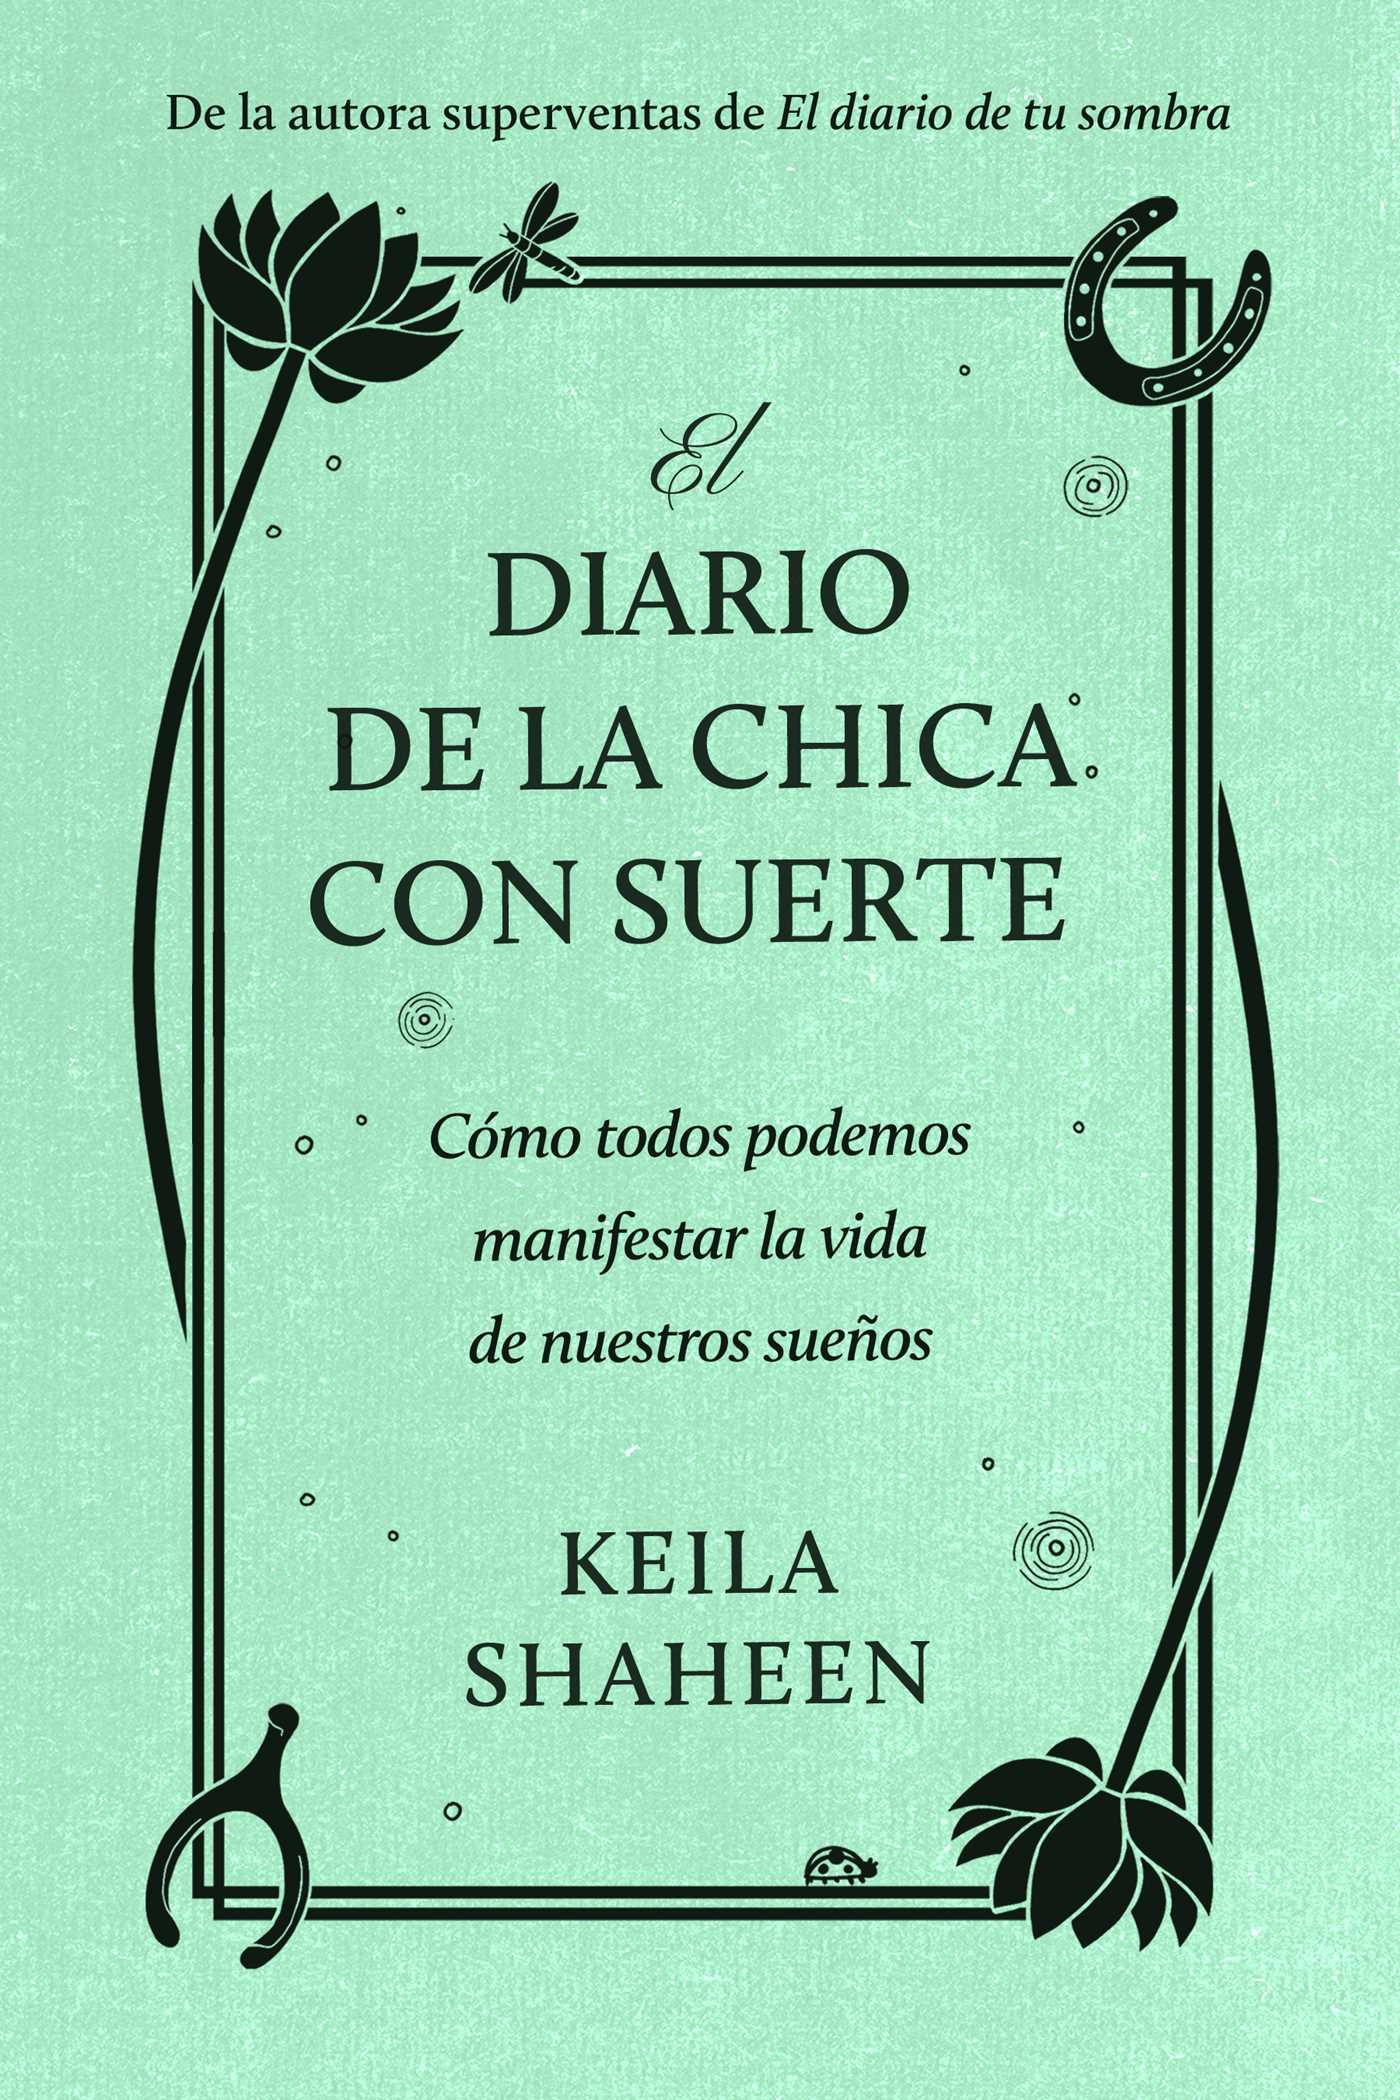 De la autora superventas de El diario de tu sombra
El
DIARIO
DE LA CHICA
CON SUERTE
Cómo todos podemos
manifestar la vida
de nuestros sueños
KEILA
SHAHEEN